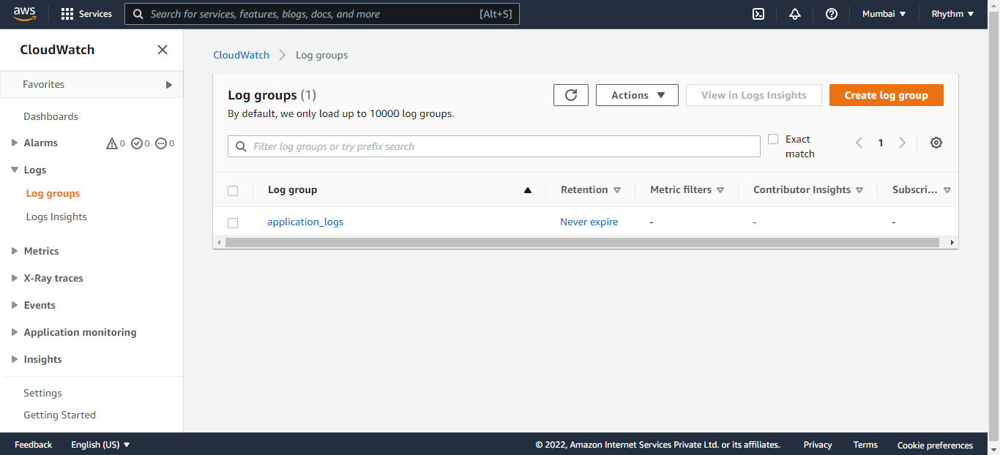 aws
Services
Search for services, features, blogs, docs, and more
[Alt+S]
Mumbai
Rhythm
CloudWatch
Favorites
Dashboards
Alarms
0
0
0
Logs
Log groups
Logs Insights
Metrics
X-Ray traces
Events
Application monitoring
Insights
Settings
Getting Started
CloudWatch
Log groups
Log groups (1)
By default, we only load up to 10000 log groups.
Actions
View in Logs Insights
Create log group
Filter log groups or try prefix search
Exact
match
1
Log group
Retention
Metric filters
Contributor Insights
Subscri...
application_logs
Never expire
-
-
-
Feedback
English (US)
© 2022, Amazon Internet Services Private Ltd. or its affiliates.
Privacy
Terms
Cookie preferences